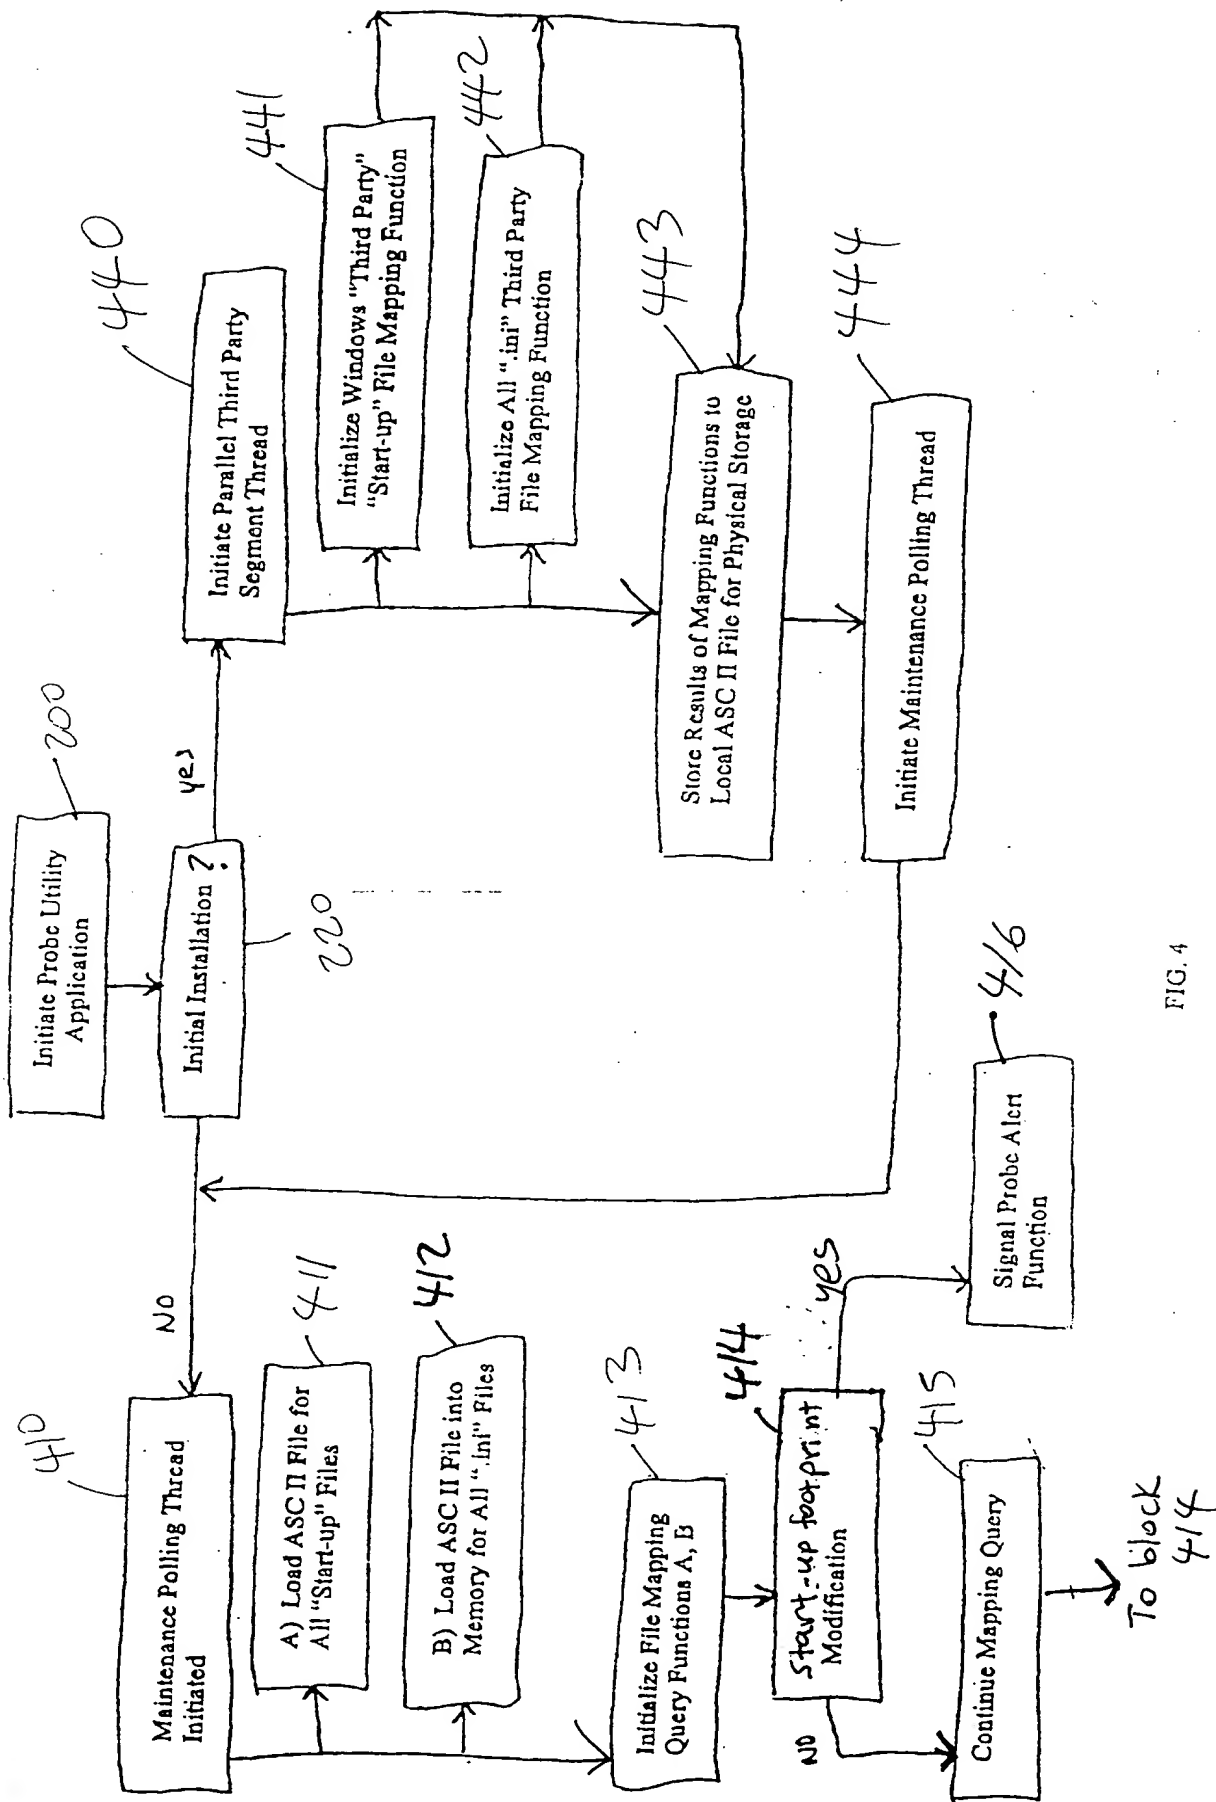 Initiate Probe Utility
Application
200
Initial Installation ?
220
yes
NO
Initiate Parallel Third Party
Segment Thread
440
Initialize Windows "Third Party"
"Start-up" File Mapping Function
441
Initialize All ".ini" Third Party
File Mapping Function
442
Store Results of Mapping Functions to
Local ASC II File for Physical Storage
443
Initiate Maintenance Polling Thread
444
Maintenance Polling Thread
Initiated
410
A) Load ASC II File for
All "Start-up" Files
411
B) Load ASC II File into
Memory for All ".ini" Files
412
Initialize File Mapping
Query Functions A, B
413
Start-up footprint
Modification
414
yes
NO
Signal Probe Alert
Function
416
Continue Mapping Query
415
To block
414
FIG. 4